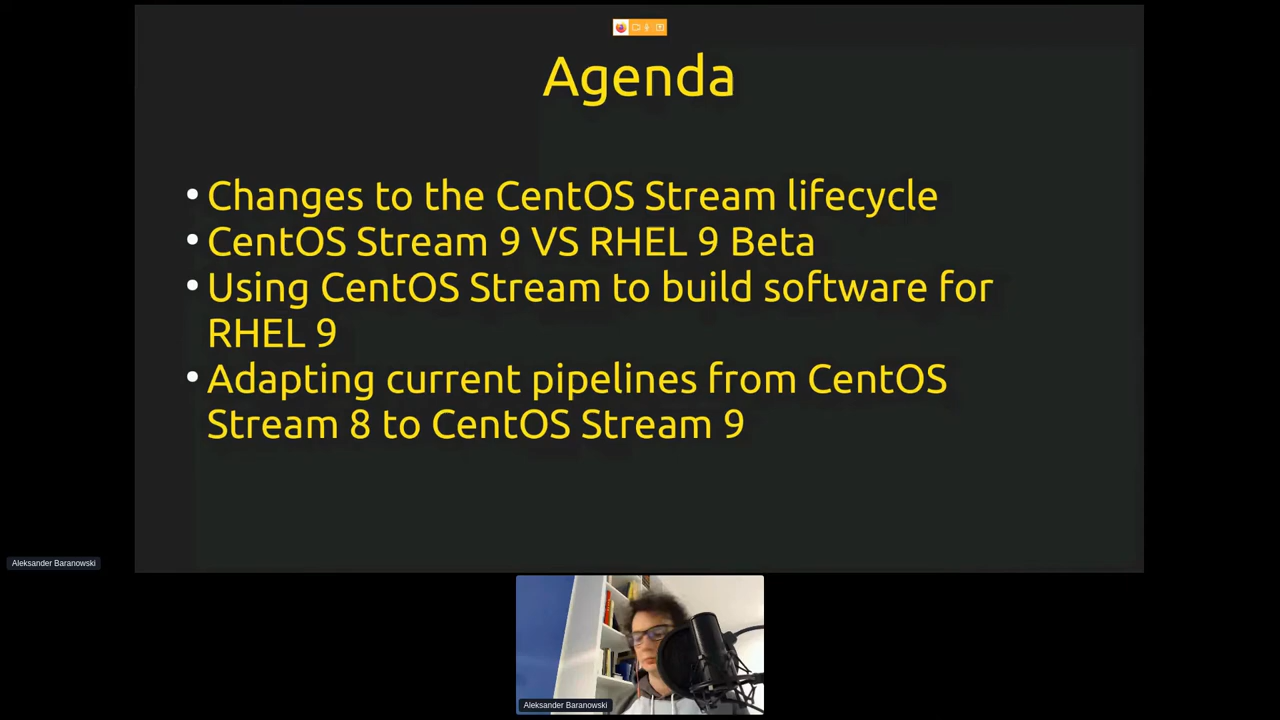 Agenda
• Changes to the CentOS Stream lifecycle
• CentOS Stream 9 VS RHEL 9 Beta
• Using CentOS Stream to build software for
RHEL 9
• Adapting current pipelines from CentOS
Stream 8 to CentOS Stream 9
Aleksander Baranowski
Aleksander Baranowski